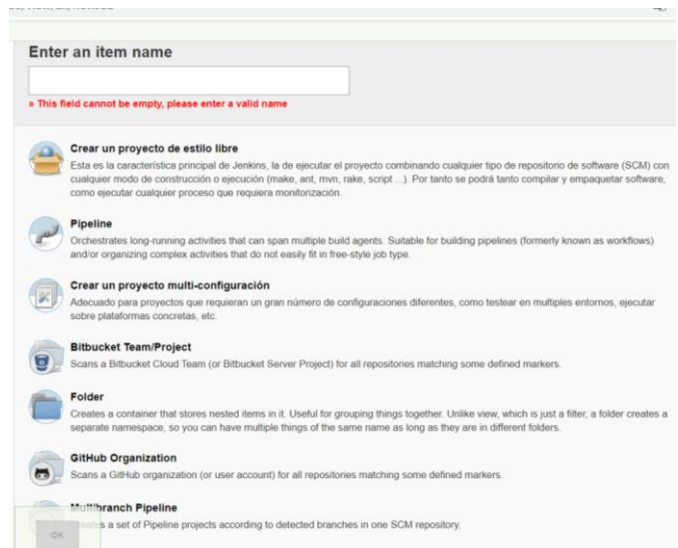 Enter an item name
» This field cannot be empty, please enter a valid name
Crear un proyecto de estilo libre
Esta es la característica principal de Jenkins, la de ejecutar el proyecto combinando cualquier tipo de repositorio de software (SCM) con
cualquier modo de construcción o ejecución (make, ant, mvn, rake, script ...). Por tanto se podrá tanto compilar y empaquetar software,
como ejecutar cualquier proceso que requiera monitorización.
Pipeline
Orchestrates long-running activities that can span multiple build agents. Suitable for building pipelines (formerly known as workflows)
and/or organizing complex activities that do not easily fit in free-style job type.
Crear un proyecto multi-configuración
Adecuado para proyectos que requieran un gran número de configuraciones diferentes, como testear en multiples entornos, ejecutar
sobre plataformas concretas, etc.
Bitbucket Team/Project
Scans a Bitbucket Cloud Team (or Bitbucket Server Project) for all repositories matching some defined markers.
Folder
Creates a container that stores nested items in it. Useful for grouping things together. Unlike view, which is just a filter, a folder creates a
separate namespace, so you can have multiple things of the same name as long as they are in different folders.
GitHub Organization
Scans a GitHub organization (or user account) for all repositories matching some defined markers.
Multibranch Pipeline
Creates a set of Pipeline projects according to detected branches in one SCM repository.
OK